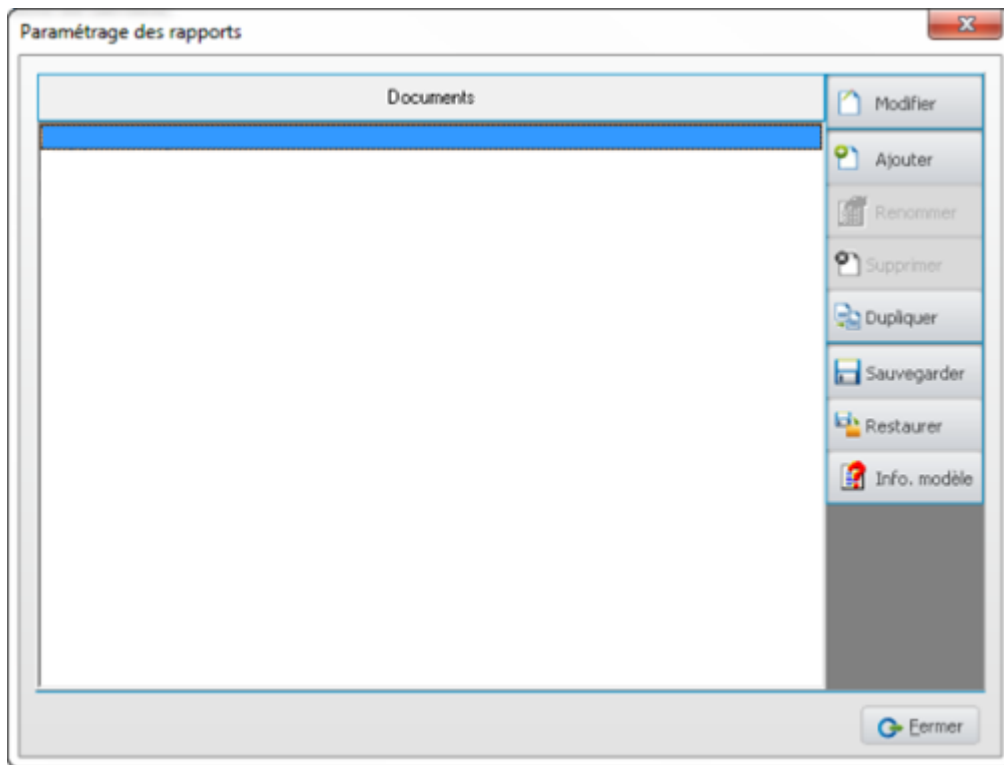 Paramétrage des rapports
Documents
Modifier
Ajouter
Renommer
Supprimer
Dupliquer
Sauvegarder
Restaurer
Info. modèle
Fermer